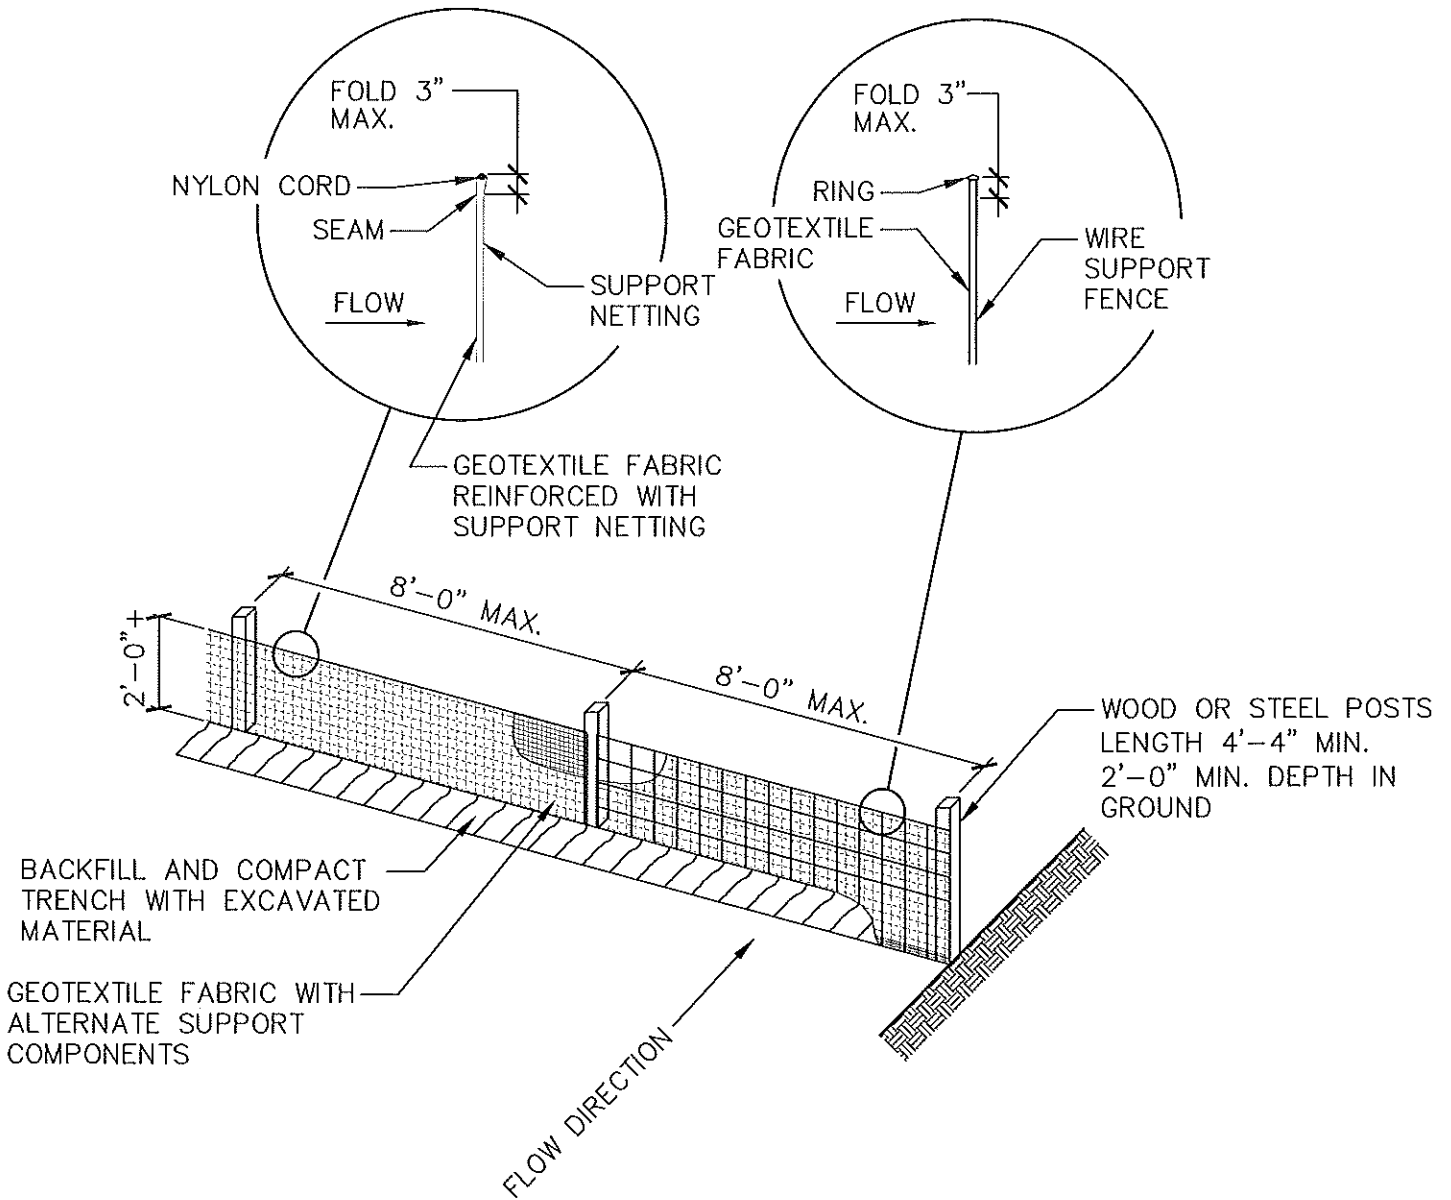 FOLD 3"
MAX.
NYLON CORD
SEAM
SUPPORT
NETTING
FLOW
GEOTEXTILE FABRIC
REINFORCED WITH
SUPPORT NETTING
FOLD 3"
MAX.
RING
GEOTEXTILE
FABRIC
WIRE
SUPPORT
FENCE
FLOW
2'-0" +
8'-0" MAX.
8'-0" MAX.
WOOD OR STEEL POSTS
LENGTH 4'-4" MIN.
2'-0" MIN. DEPTH IN
GROUND
BACKFILL AND COMPACT
TRENCH WITH EXCAVATED
MATERIAL
GEOTEXTILE FABRIC WITH
ALTERNATE SUPPORT
COMPONENTS
FLOW DIRECTION